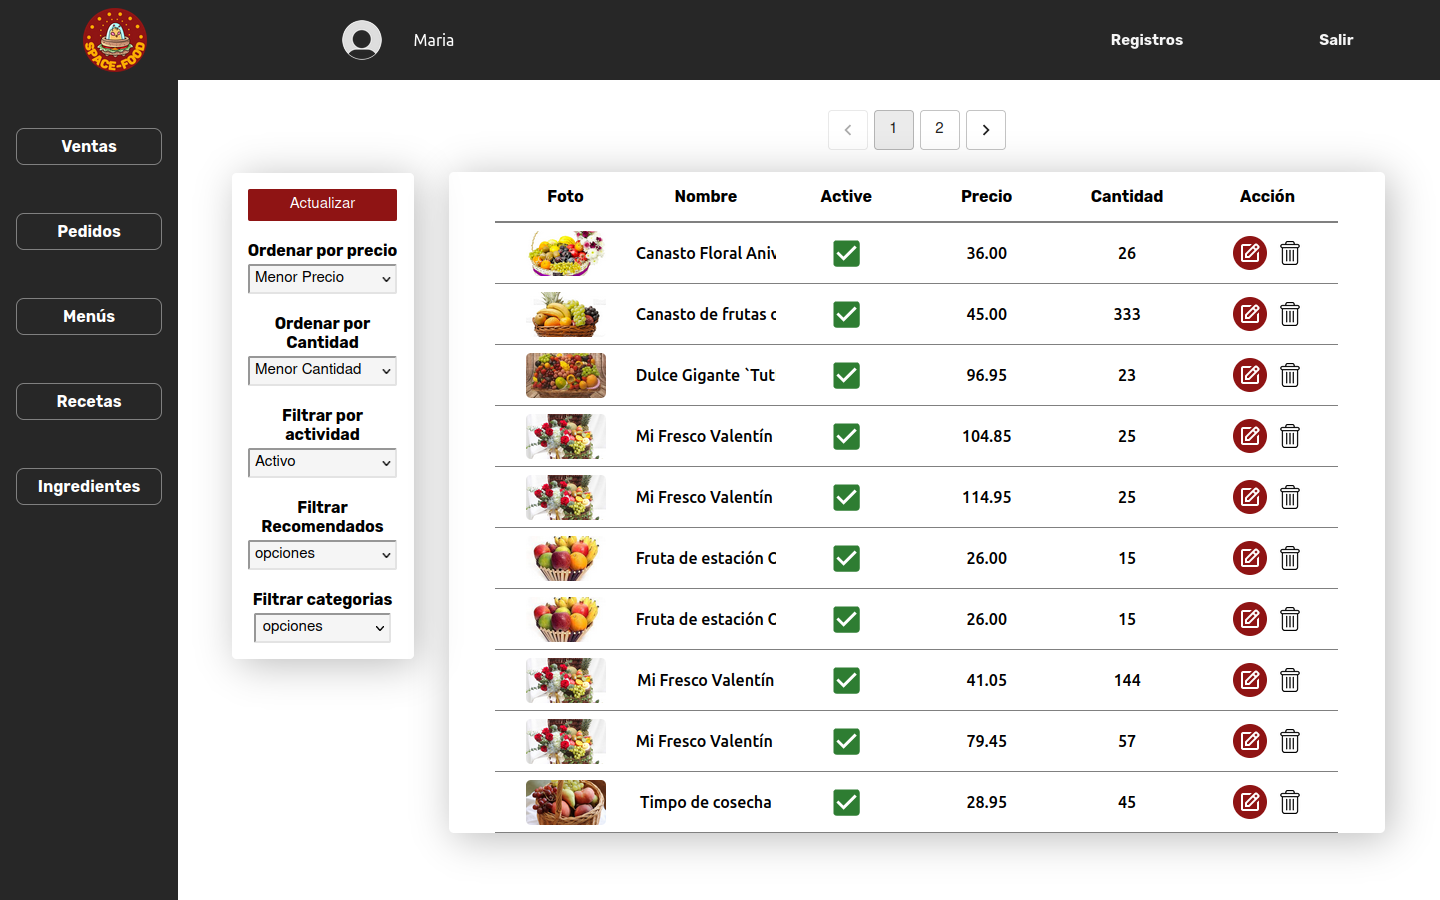 SPACE-FOOD
Maria
Registros
Salir
Ventas
Pedidos
Menús
Recetas
Ingredientes
1
2
Actualizar
Ordenar por precio
Menor Precio
Ordenar por
Cantidad
Menor Cantidad
Filtrar por
actividad
Activo
Filtrar
Recomendados
opciones
Filtrar categorias
opciones
Foto Nombre Active Precio Cantidad Acción
Canasto Floral Aniv 36.00 26
Canasto de frutas c 45.00 333
Dulce Gigante `Tut 96.95 23
Mi Fresco Valentín 104.85 25
Mi Fresco Valentín 114.95 25
Fruta de estación C 26.00 15
Fruta de estación C 26.00 15
Mi Fresco Valentín 41.05 144
Mi Fresco Valentín 79.45 57
Timpo de cosecha 28.95 45